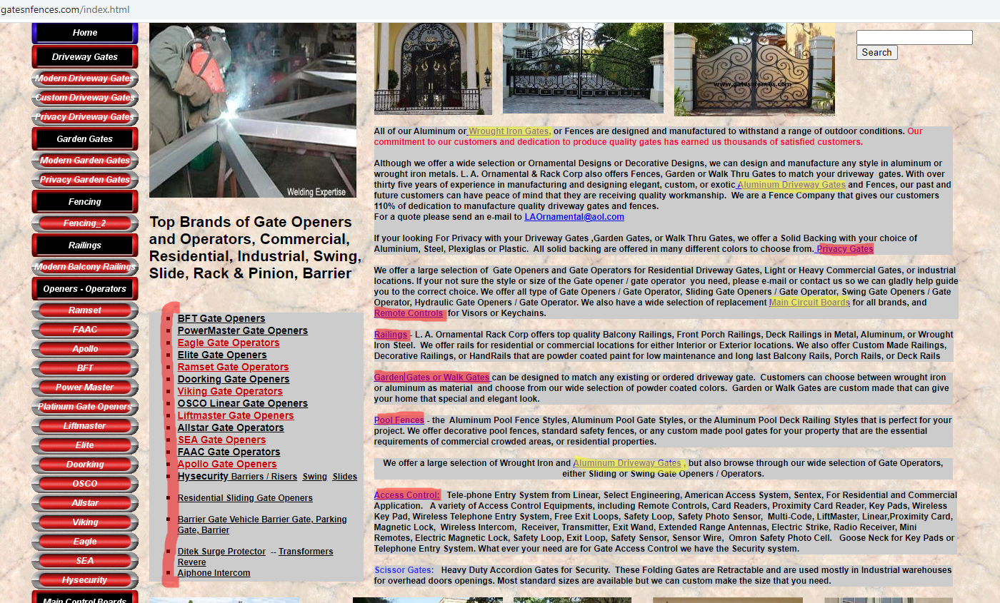 gatesnfences.com/index.html
Home
Driveway Gates
Modern Driveway Gates
Custom Driveway Gates
Privacy Driveway Gates
Garden Gates
Modern Garden Gates
Privacy Garden Gates
Fencing
Fencing_2
Railings
Modern Balcony Railings
Openers - Operators
Ramset
FAAC
Apollo
BFT
Power Master
Platinum Gate Openers
Liftmaster
Elite
Doorking
OSCO
Allstar
Viking
Eagle
SEA
Hysecurity
Main Control Boards
Welding Expertise
Top Brands of Gate Openers
and Operators, Commercial,
Residential, Industrial, Swing,
Slide, Rack & Pinion, Barrier
BFT Gate Openers
PowerMaster Gate Openers
Eagle Gate Operators
Elite Gate Openers
Ramset Gate Operators
Doorking Gate Openers
Viking Gate Operators
OSCO Linear Gate Openers
Liftmaster Gate Operators
Allstar Gate Operators
SEA Gate Openers
FAAC Gate Operators
Apollo Gate Openers
Hysecurity Barriers / Risers Swing Slides
Residential Sliding Gate Openers
Barrier Gate Vehicle Barrier Gate, Parking
Gate, Barrier
Ditek Surge Protector -- Transformers
Revere
Aiphone Intercom
www.gatesnfences.com
Search
All of our Aluminum or Wrought Iron Gates, or Fences are designed and manufactured to withstand a range of outdoor conditions. Our
commitment to our customers and dedication to produce quality gates has earned us thousands of satisfied customers.
Although we offer a wide selection or Ornamental Designs or Decorative Designs, we can design and manufacture any style in aluminum or
wrought iron metals. L. A. Ornamental & Rack Corp also offers Fences, Garden or Walk Thru Gates to match your driveway gates. With over
thirty five years of experience in manufacturing and designing elegant, custom, or exotic Aluminum Driveway Gates and Fences, our past and
future customers can have peace of mind that they are receiving quality workmanship. We are a Fence Company that gives our customers
110% of dedication to manufacture quality driveway gates and fences.
For a quote please send an e-mail to LAOrnamental@aol.com
If your looking For Privacy with your Driveway Gates ,Garden Gates, or Walk Thru Gates, we offer a Solid Backing with your choice of
Aluminium, Steel, Plexiglas or Plastic. All solid backing are offered in many different colors to choose from. Privacy Gates
We offer a large selection of Gate Openers and Gate Operators for Residential Driveway Gates, Light or Heavy Commercial Gates, or industrial
locations. If your not sure the style or size of the Gate opener / gate operator you need, please e-mail or contact us so we can gladly help guide
you to the correct choice. We offer all type of Gate Openers / Gate Operator, Sliding Gate Openers / Gate Operator, Swing Gate Openers / Gate
Operator, Hydraulic Gate Openers / Gate Operator. We also have a wide selection of replacement Main Circuit Boards for all brands, and
Remote Controls for Visors or Keychains.
Railings - L. A. Ornamental Rack Corp offers top quality Balcony Railings, Front Porch Railings, Deck Railings in Metal, Aluminum, or Wrought
Iron Steel. We offer rails for residential or commercial locations for either Interior or Exterior locations. We also offer Custom Made Railings,
Decorative Railings, or HandRails that are powder coated paint for low maintenance and long last Balcony Rails, Porch Rails, or Deck Rails
Garden Gates or Walk Gates can be designed to match any existing or ordered driveway gate. Customers can choose between wrought iron
or aluminum as material and choose from our wide selection of powder coated colors. Garden or Walk Gates are custom made that can give
your home that special and elegant look.
Pool Fences - the Aluminum Pool Fence Styles, Aluminum Pool Gate Styles, or the Aluminum Pool Deck Railing Styles that is perfect for your
project. We offer decorative pool fences, standard safety fences, or any custom made pool gates for your property that are the essential
requirements of commercial crowded areas, or residential properties.
We offer a large selection of Wrought Iron and Aluminum Driveway Gates , but also browse through our wide selection of Gate Operators,
either Sliding or Swing Gate Openers / Operators.
Access Control: Tele-phone Entry System from Linear, Select Engineering, American Access System, Sentex, For Residential and Commercial
Application. A variety of Access Control Equipments, including Remote Controls, Card Readers, Proximity Card Reader, Key Pads, Wireless
Key Pad, Wireless Telephone Entry System, Free Exit Loops, Safety Loop, Safety Photo Sensor, Multi-Code, LiftMaster, Linear,Proximity Card,
Magnetic Lock, Wireless Intercom, Receiver, Transmitter, Exit Wand, Extended Range Antennas, Electric Strike, Radio Receiver, Mini
Remotes, Electric Magnetic Lock, Safety Loop, Exit Loop, Safety Sensor, Sensor Wire, Omron Safety Photo Cell. Goose Neck for Key Pads or
Telephone Entry System. What ever your need are for Gate Access Control we have the Security system.
Scissor Gates: Heavy Duty Accordion Gates for Security. These Folding Gates are Retractable and are used mostly in Industrial warehouses
for overhead doors openings. Most standard sizes are available but we can custom make the size that you need.